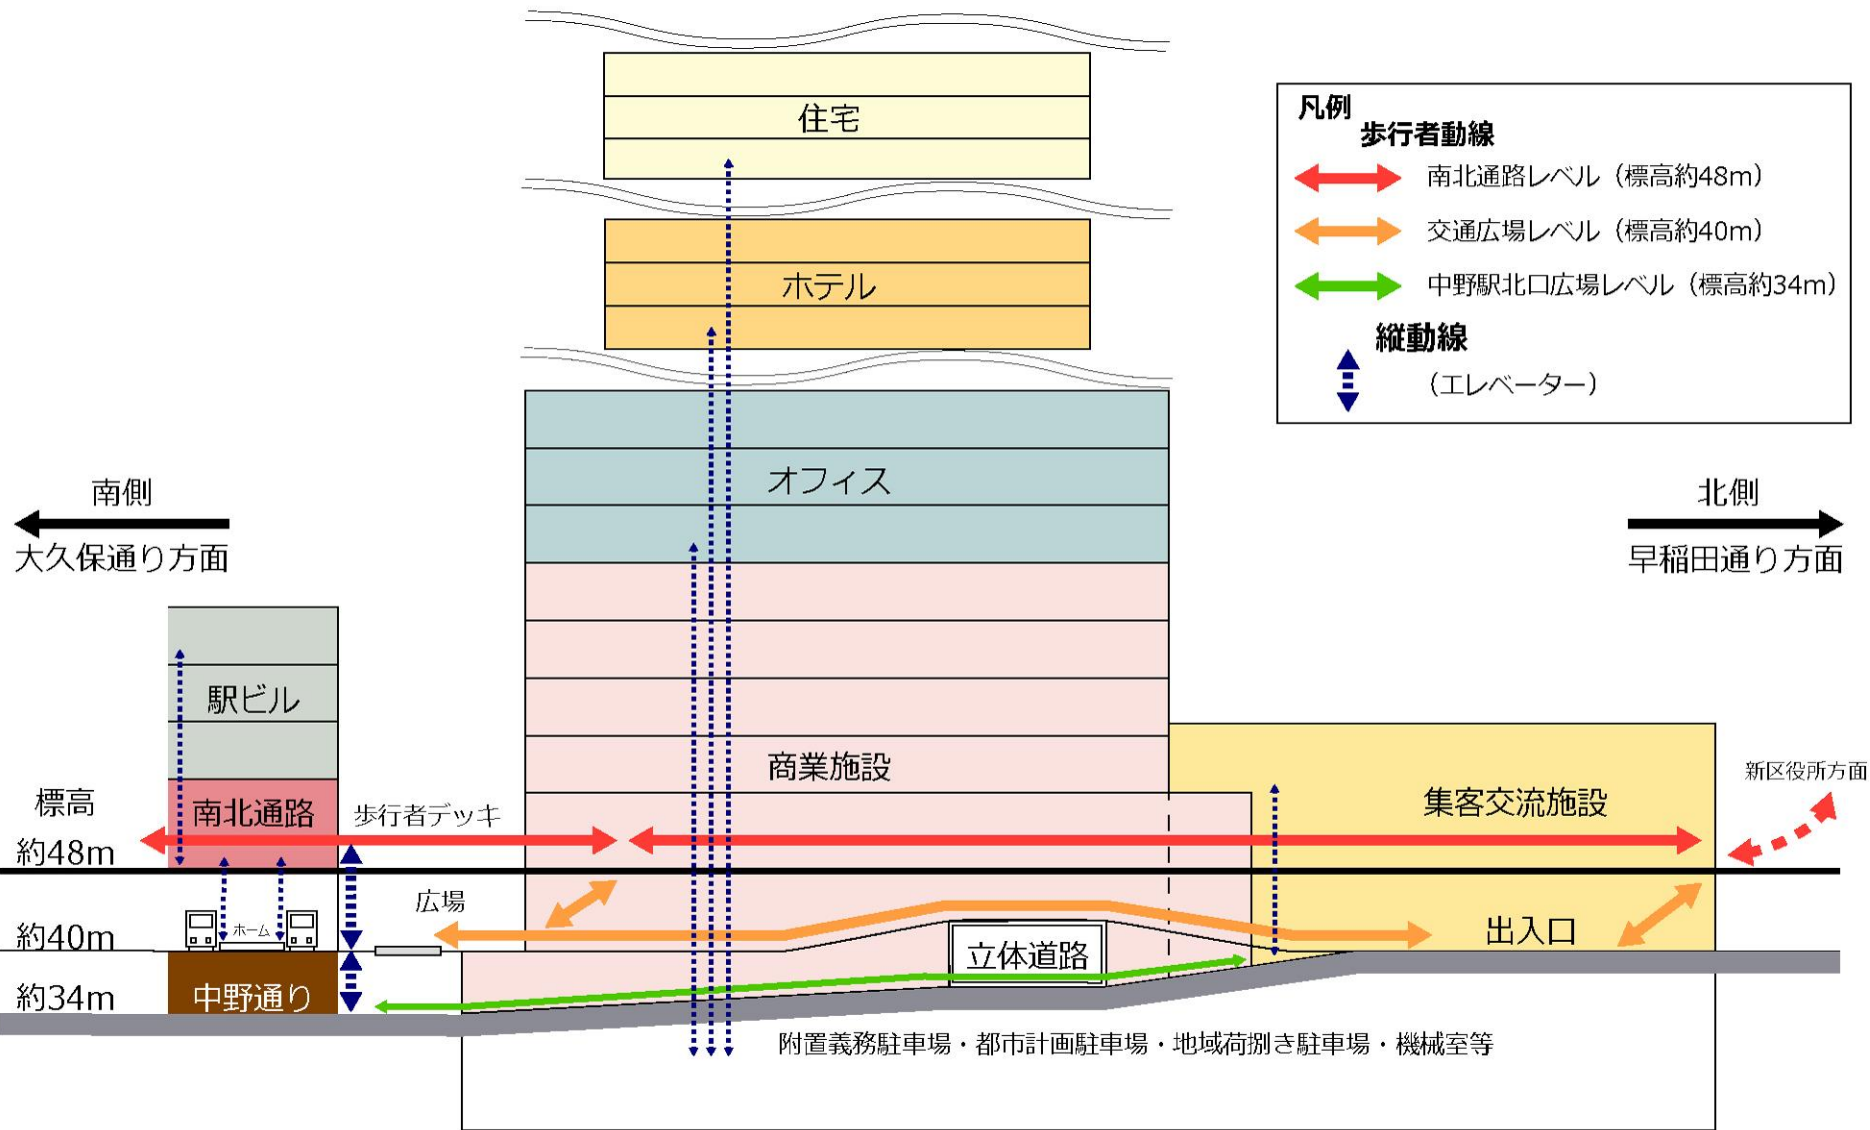 住宅
ホテル
オフィス
商業施設
凡例
歩行者動線
南北通路レベル（標高約48m）
交通広場レベル（標高約40m）
中野駅北口広場レベル（標高約34m）
縦動線
（エレベーター）
南側
大久保通り方面
北側
早稲田通り方面
駅ビル
南北通路
標高
約48m
約40m
約34m
歩行者デッキ
広場
ホーム
中野通り
立体道路
集客交流施設
出入口
新区役所方面
附置義務駐車場・都市計画駐車場・地域荷捌き駐車場・機械室等